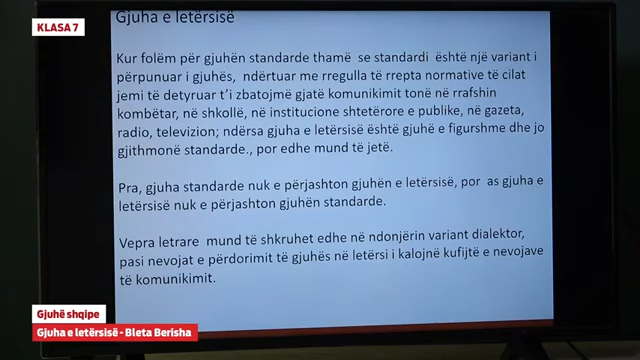 KLASA 7
Gjuha e letërsisë
Kur folëm për gjuhën standarde thamë se standardi është një variant i
përpunuar i gjuhës, ndërtuar me rregulla të rrepta normative të cilat
jemi të detyruar t’i zbatojmë gjatë komunikimit tonë në rrafshin
kombëtar, në shkollë, në institucione shtetërore e publike, në gazeta,
radio, televizion; ndërsa gjuha e letërsisë është gjuhë e figurshme dhe jo
gjithmonë standarde., por edhe mund të jetë.
Pra, gjuha standarde nuk e përjashton gjuhën e letërsisë, por as gjuha e
letërsisë nuk e përjashton gjuhën standarde.
Vepra letrare mund të shkruhet edhe në ndonjërin variant dialektor,
pasi nevojat e përdorimit të gjuhës në letërsi i kalojnë kufijtë e nevojave
të komunikimit.
Gjuhë shqipe
Gjuha e letërsisë - Bleta Berisha